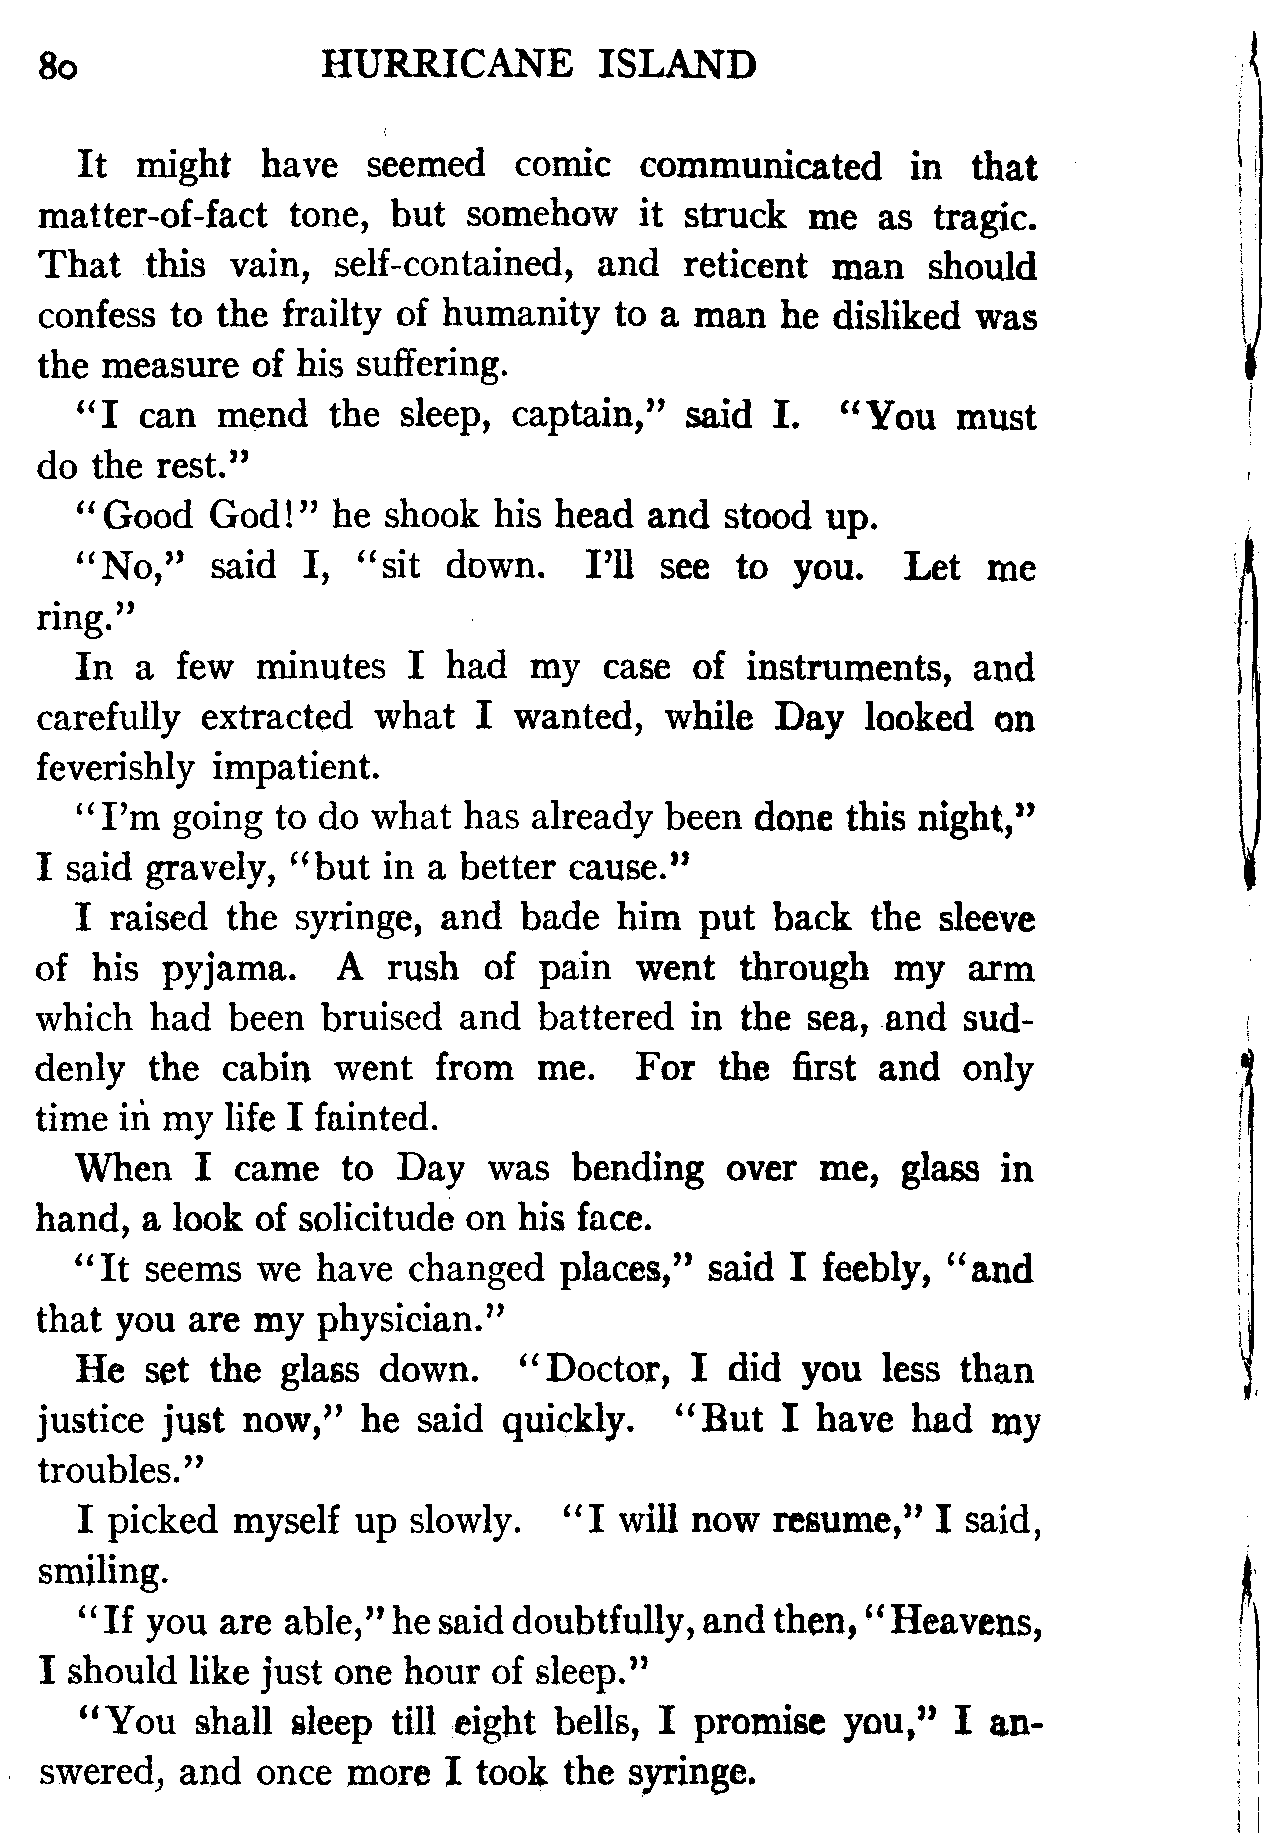 80 HURRICANE ISLAND
It might have seemed comic communicated in that
matter-of-fact tone, but somehow it struck me as tragic.
That this vain, self-contained, and reticent man should
confess to the frailty of humanity to a man he disliked was
the measure of his suffering.
"I can mend the sleep, captain," said I. "You must
do the rest."
"Good God!" he shook his head and stood up.
"No," said I, "sit down. I'll see to you. Let me
ring."
In a few minutes I had my case of instruments, and
carefully extracted what I wanted, while Day looked on
feverishly impatient.
"I'm going to do what has already been done this night,"
I said gravely, "but in a better cause."
I raised the syringe, and bade him put back the sleeve
of his pyjama. A rush of pain went through my arm
which had been bruised and battered in the sea, and sud-
denly the cabin went from me. For the first and only
time in my life I fainted.
When I came to Day was bending over me, glass in
hand, a look of solicitude on his face.
"It seems we have changed places," said I feebly, "and
that you are my physician."
He set the glass down. "Doctor, I did you less than
justice just now," he said quickly. "But I have had my
troubles."
I picked myself up slowly. "I will now resume," I said,
smiling.
"If you are able," he said doubtfully, and then, "Heavens,
I should like just one hour of sleep."
"You shall sleep till eight bells, I promise you," I an-
swered, and once more I took the syringe.